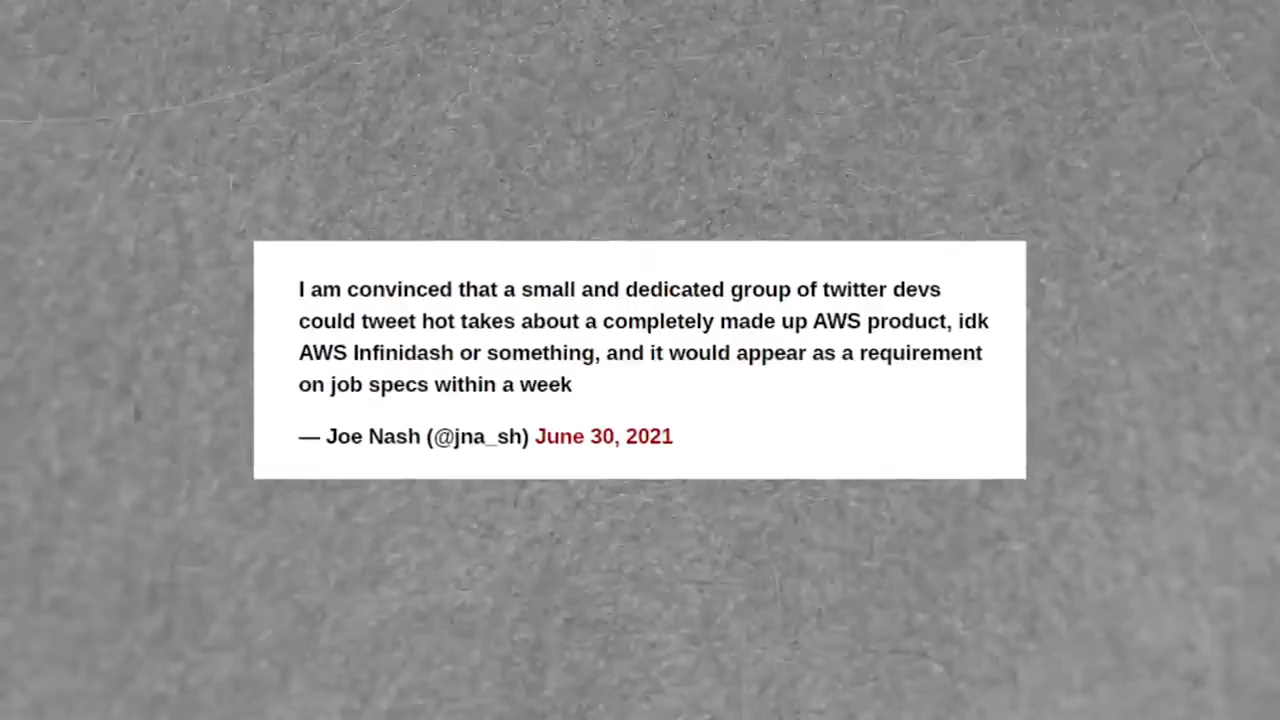 I am convinced that a small and dedicated group of twitter devs
could tweet hot takes about a completely made up AWS product, idk
AWS Infinidash or something, and it would appear as a requirement
on job specs within a week
— Joe Nash (@jna_sh) June 30, 2021